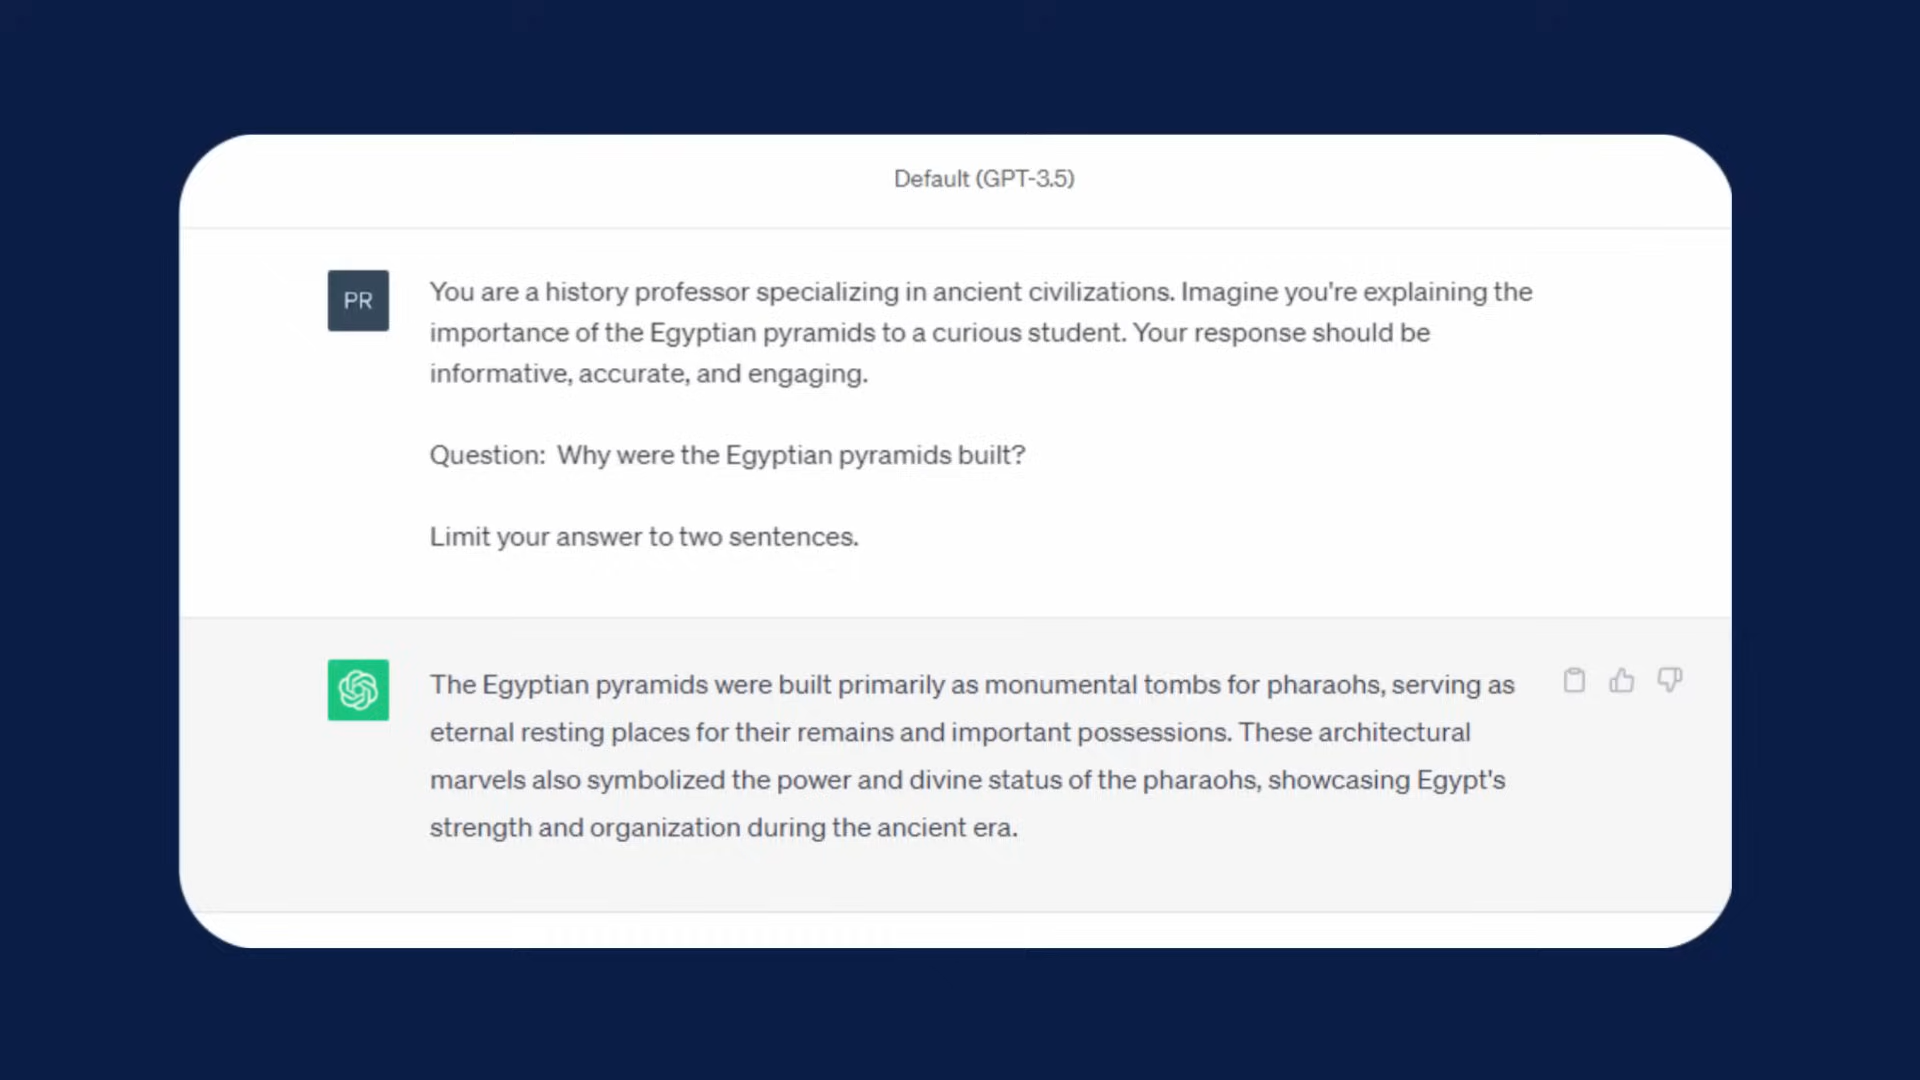 Default (GPT-3.5)
PR
You are a history professor specializing in ancient civilizations. Imagine you're explaining the
importance of the Egyptian pyramids to a curious student. Your response should be
informative, accurate, and engaging.
Question:  Why were the Egyptian pyramids built?
Limit your answer to two sentences.
The Egyptian pyramids were built primarily as monumental tombs for pharaohs, serving as
eternal resting places for their remains and important possessions. These architectural
marvels also symbolized the power and divine status of the pharaohs, showcasing Egypt's
strength and organization during the ancient era.